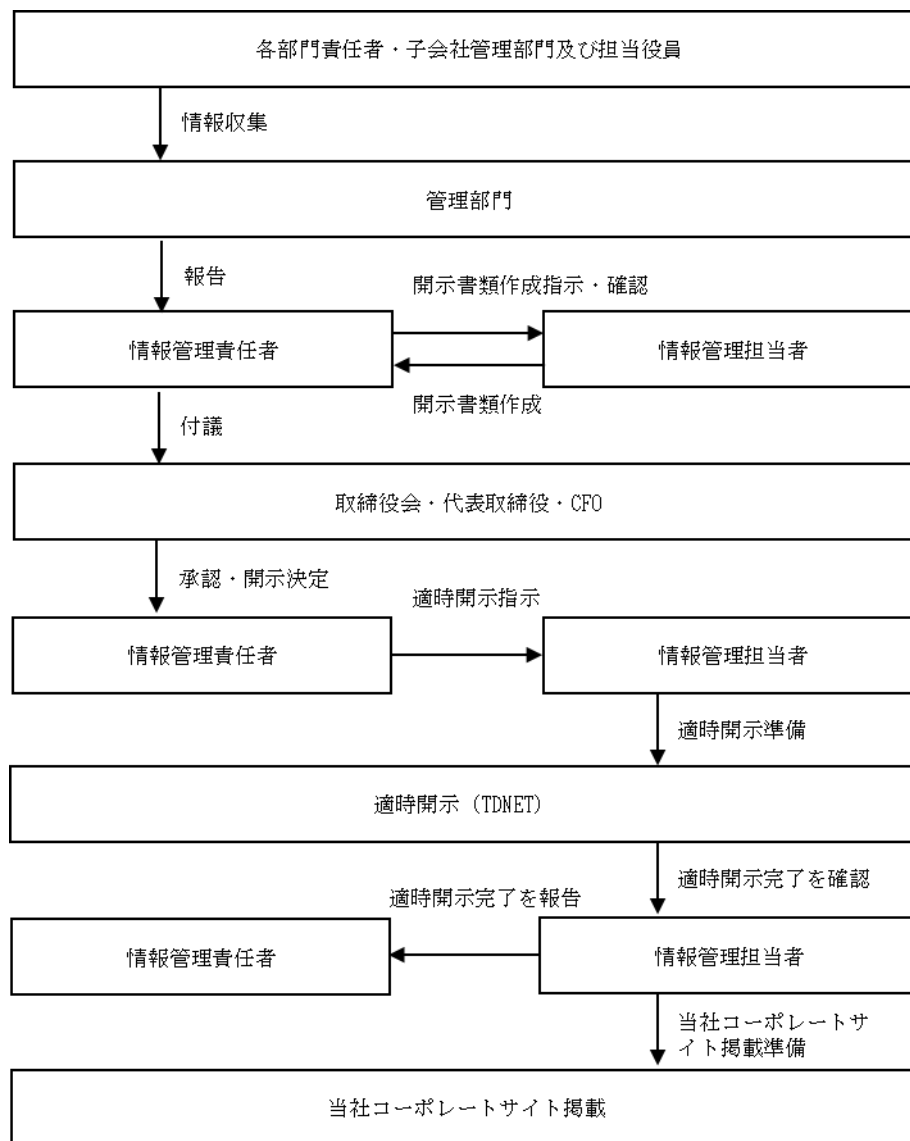 各部門責任者・子会社管理部門及び担当役員
情報収集
管理部門
報告
開示書類作成指示・確認
情報管理責任者
情報管理担当者
開示書類作成
付議
取締役会・代表取締役・CFO
承認・開示決定
適時開示指示
情報管理責任者
情報管理担当者
適時開示準備
適時開示 (TDNET)
適時開示完了を確認
適時開示完了を報告
情報管理責任者
情報管理担当者
当社コーポレートサ
イト掲載準備
当社コーポレートサイト掲載